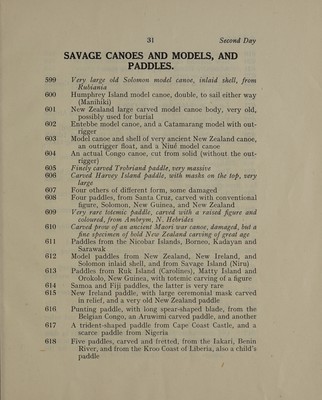 31 Second Day
SAVAGE CANOES AND MODELS, AND
PADDLES.
599 Very large old Solomon model canoe, inlaid shell, from
Rubiania
600 Humphrey Island model canoe, double, to sail either way
(Manihiki)
601 New Zealand large carved model canoe body, very old,
possibly used for burial
602 Entebbe model canoe, and a Catamarang model with out-
rigger
603 Model canoe and shell of very ancient New Zealand canoe,
an outrigger float, and a Niué model canoe
604 An actual Congo canoe, cut from solid (without the out-
rigger)
605 Finely carved Trobriand paddle, very massive
606 Carved Harvey Island paddle, with masks on the top, very
large
607 Four others of different form, some damaged
608 Four paddles, from Santa Cruz, carved with conventional
figure, Solomon, New Guinea, and New Zealand
609 Very rare totemic paddle, carved with a raised figure and
coloured, from Ambrym, N. Hebrides
610 Carved prow of an ancient Maori war canoe, damaged, but a
fine specimen of bold New Zealand carving of great age
611 Paddles from the Nicobar Islands, Borneo, Kadayan and
Sarawak
612 Model paddles from New Zealand, New Ireland, and
Solomon inlaid shell, and from Savage Island (Niru)
613 Paddles from Ruk Island (Carolines), Matty Island and
Orokolo, New Guinea, with totemic carving of a figure
614 Samoa and Fiji paddles, the latter is very rare
615 New Ireland paddle, with large ceremonial mask carved
in relief, and a very old New Zealand paddle
616 Punting paddle, with long spear-shaped blade, from the
Belgian Congo, an Aruwimi carved paddle, and another
617 A trident-shaped paddle from Cape Coast Castle, and a
scarce paddle from Nigeria
618 Five paddles, carved and fretted, from the Jakari, Benin
River, and from the Kroo Coast of Liberia, also a child's
paddle